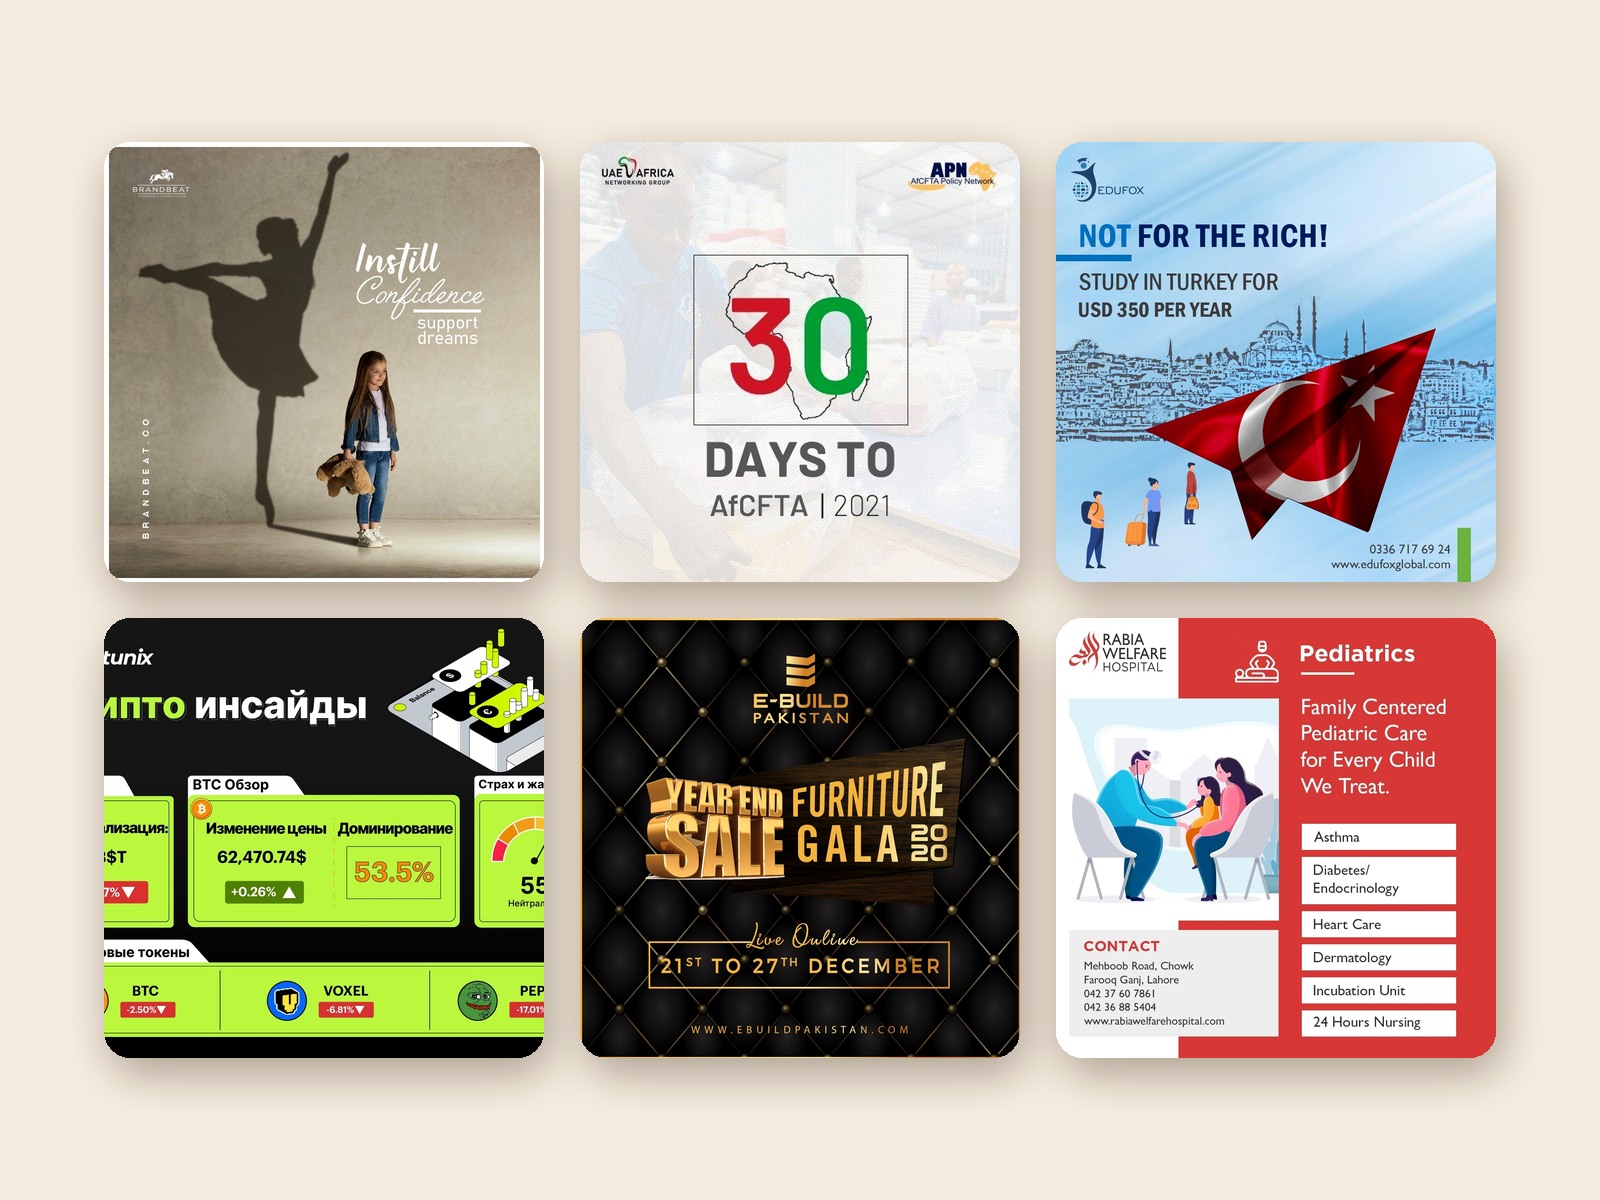 BRANDBEAT
Instill
Confidence
support
dreams
BRANDBEAT.CO
UAE AFRICA
NETWORKING GROUP
APN
AfCFTA Policy Network
30
DAYS TO
AfCFTA | 2021
EDUFOX
NOT FOR THE RICH!
STUDY IN TURKEY FOR
USD 350 PER YEAR
0336 717 69 24
www.edufoxglobal.com
tunix
ипто инсайды
Balance
BTC Обзор
Страх и жа
ализация:
Изменение цены
Доминирование
$T
62,470.74$
53.5%
7%▼
+0.26% ▲
55
Нейтрал
овые токены
BTC
-2.50%▼
VOXEL
-6.81%▼
PEP
-17.01%
E-BUILD
PAKISTAN
YEAR END
SALE
FURNITURE
GALA 2020
Live Online
21ST TO 27TH DECEMBER
WWW.EBUILDPAKISTAN.COM
RABIA
WELFARE
HOSPITAL
Pediatrics
Family Centered
Pediatric Care
for Every Child
We Treat.
Asthma
Diabetes/
Endocrinology
Heart Care
Dermatology
Incubation Unit
24 Hours Nursing
CONTACT
Mehboob Road, Chowk
Farooq Ganj, Lahore
042 37 60 7861
042 36 88 5404
www.rabiawelfarehospital.com